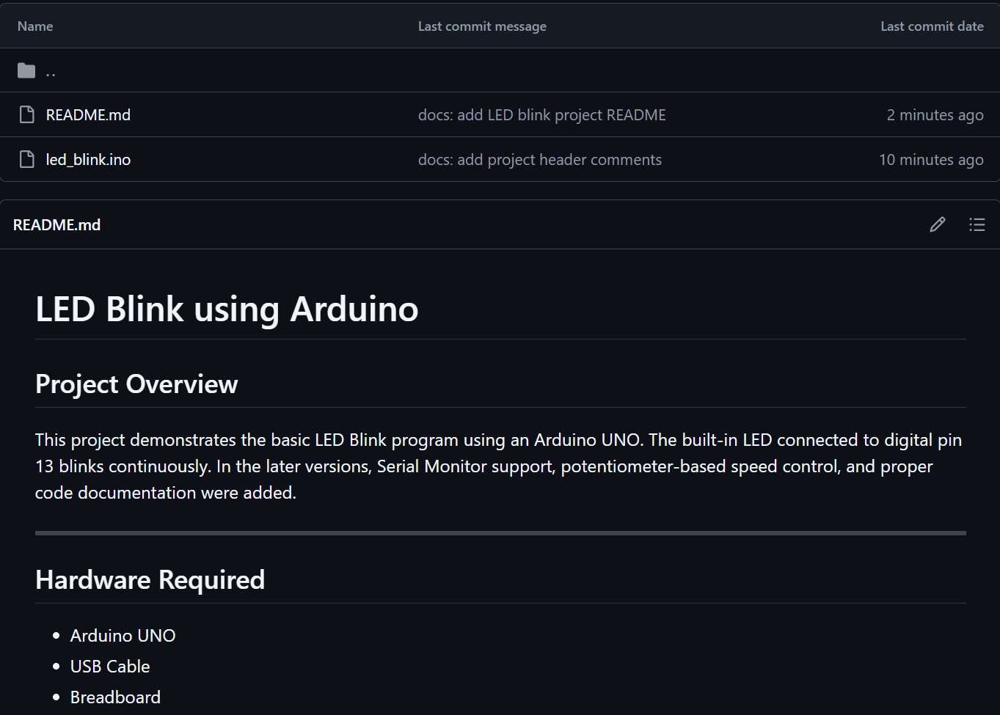 Name Last commit message Last commit date
..
README.md docs: add LED blink project README 2 minutes ago
led_blink.ino docs: add project header comments 10 minutes ago
README.md
LED Blink using Arduino
Project Overview
This project demonstrates the basic LED Blink program using an Arduino UNO. The built-in LED connected to digital pin
13 blinks continuously. In the later versions, Serial Monitor support, potentiometer-based speed control, and proper
code documentation were added.
Hardware Required
• Arduino UNO
• USB Cable
• Breadboard